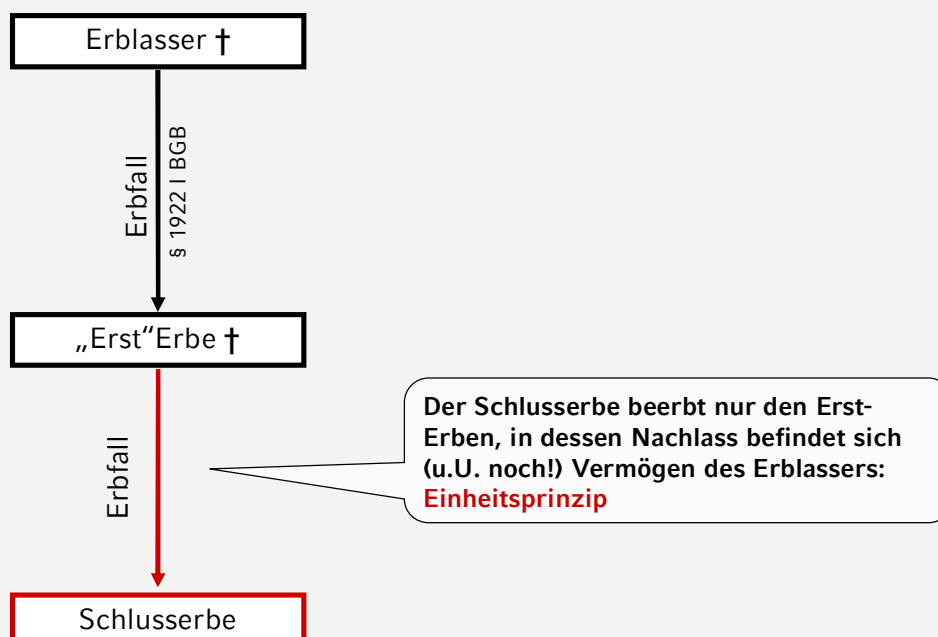 Erblasser †
Erbfall
§ 1922 I BGB
„Erst“Erbe †
Erbfall
Der Schlusserbe beerbt nur den Erst-
Erben, in dessen Nachlass befindet sich
(u.U. noch!) Vermögen des Erblassers:
Einheitsprinzip
Schlusserbe